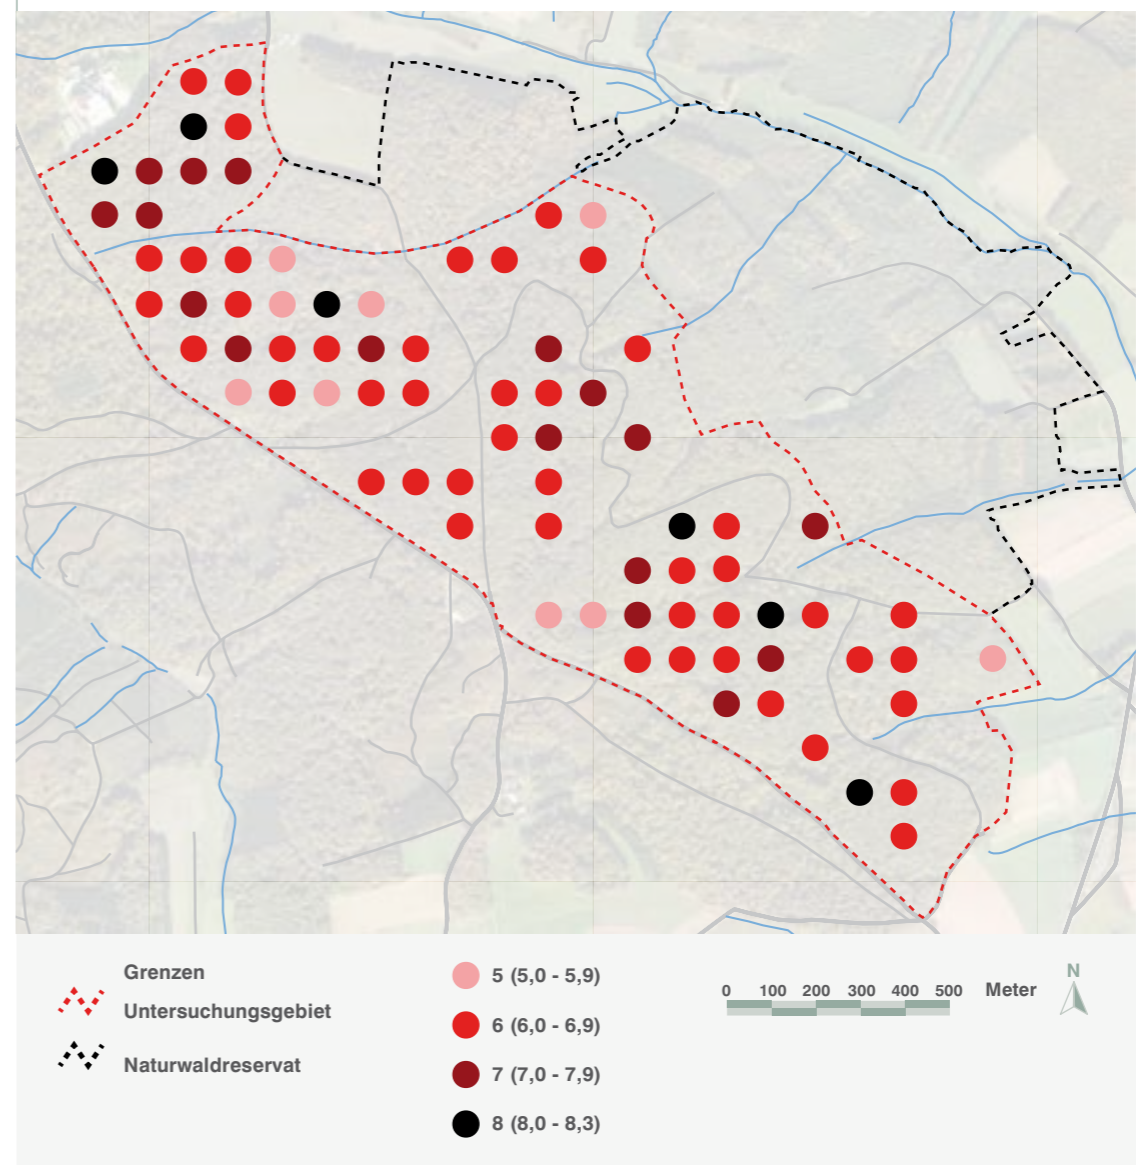 Grenzen
Untersuchungsgebiet
Naturwaldreservat
5 (5,0 - 5,9)
6 (6,0 - 6,9)
7 (7,0 - 7,9)
8 (8,0 - 8,3)
0 100 200 300 400 500 Meter
N